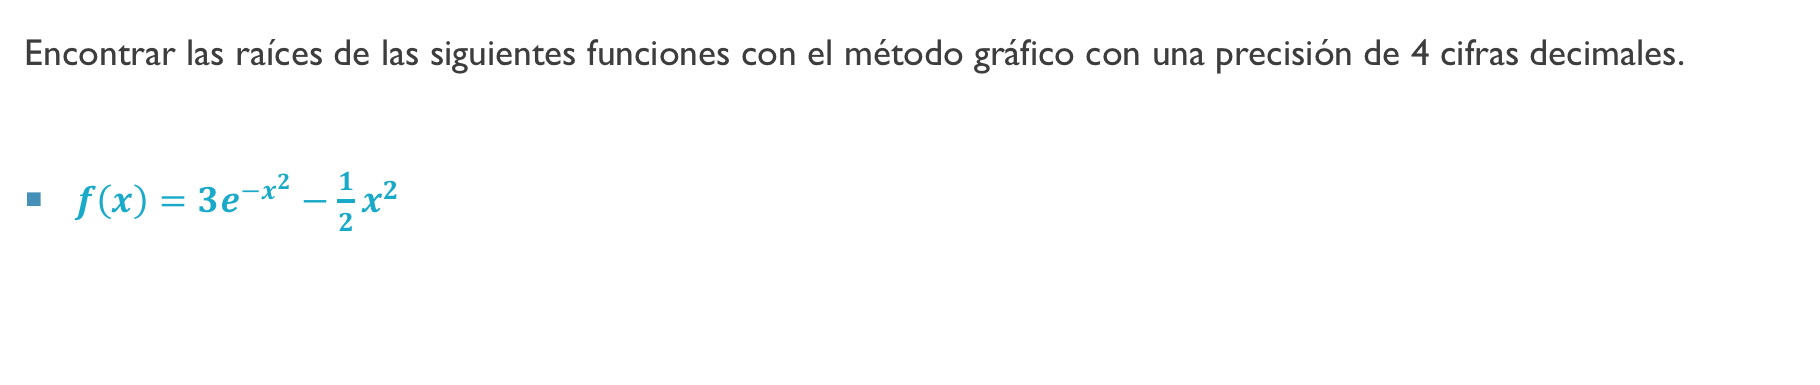 Encontrar las raíces de las siguientes funciones con el método gráfico con una precisión de 4 cifras decimales.
▪ f(x) = 3e^{-x^2} - \frac{1}{2}x^2